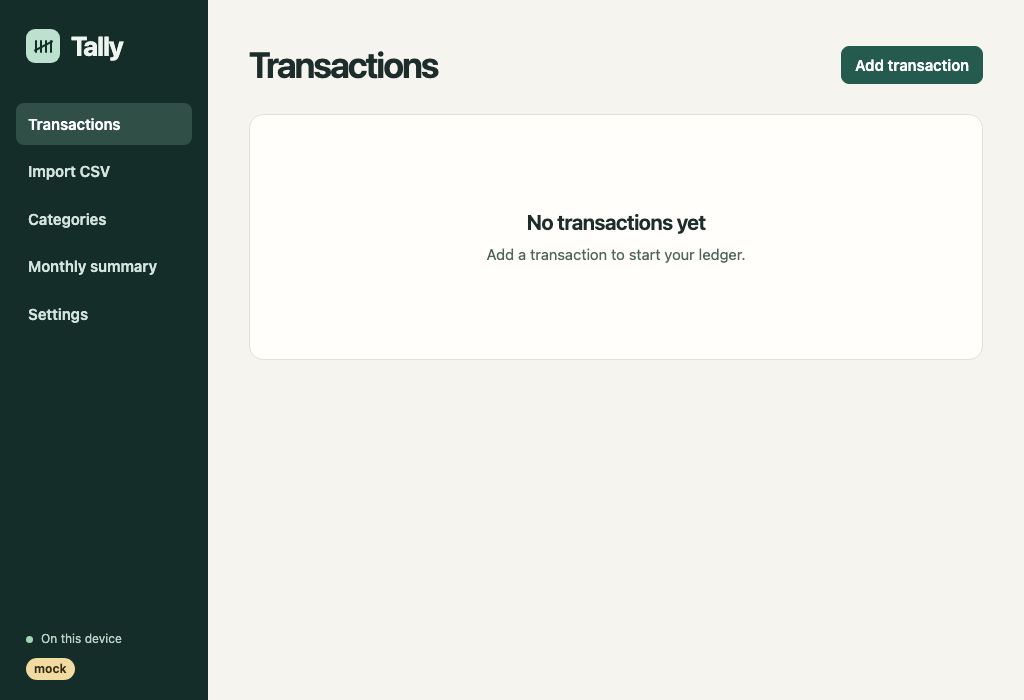 Tally
Transactions
Import CSV
Categories
Monthly summary
Settings
On this device
mock
Transactions
Add transaction
No transactions yet
Add a transaction to start your ledger.